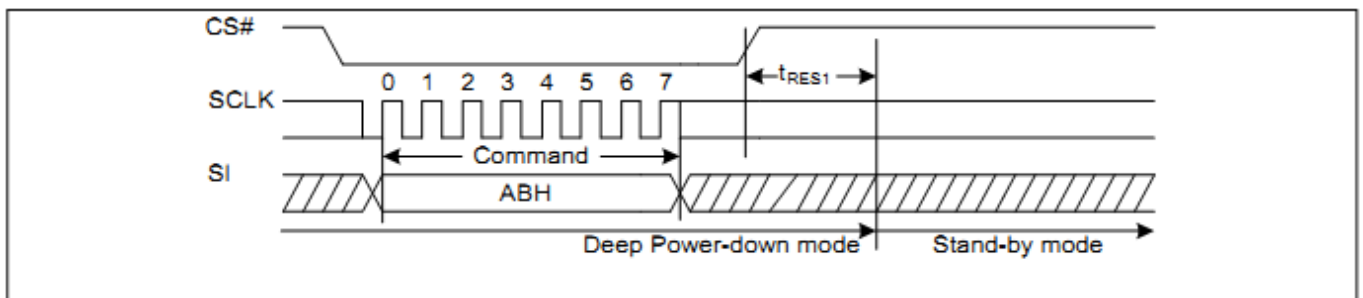 CS#
tRES1
0 1 2 3 4 5 6 7
SCLK
Command
SI
ABH
Deep Power-down mode Stand-by mode